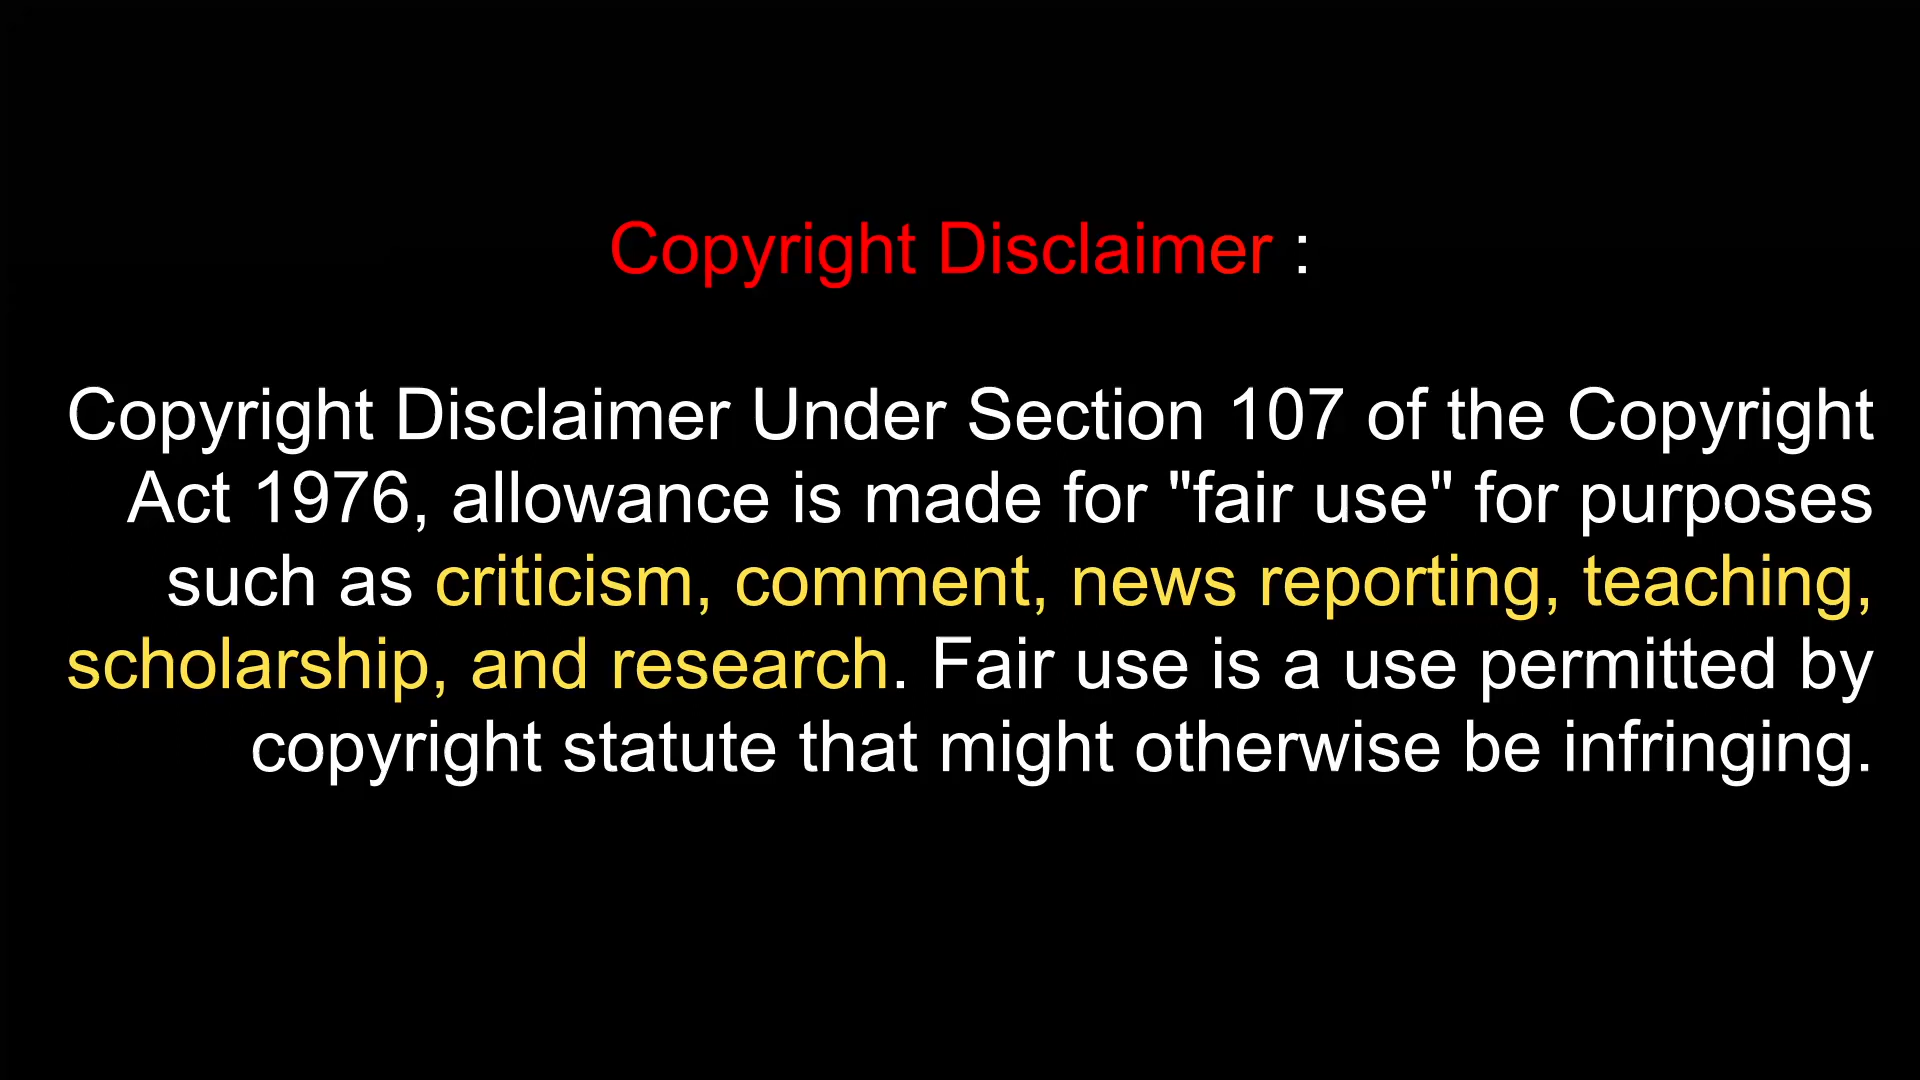 Copyright Disclaimer :
Copyright Disclaimer Under Section 107 of the Copyright
Act 1976, allowance is made for "fair use" for purposes
such as criticism, comment, news reporting, teaching,
scholarship, and research. Fair use is a use permitted by
copyright statute that might otherwise be infringing.